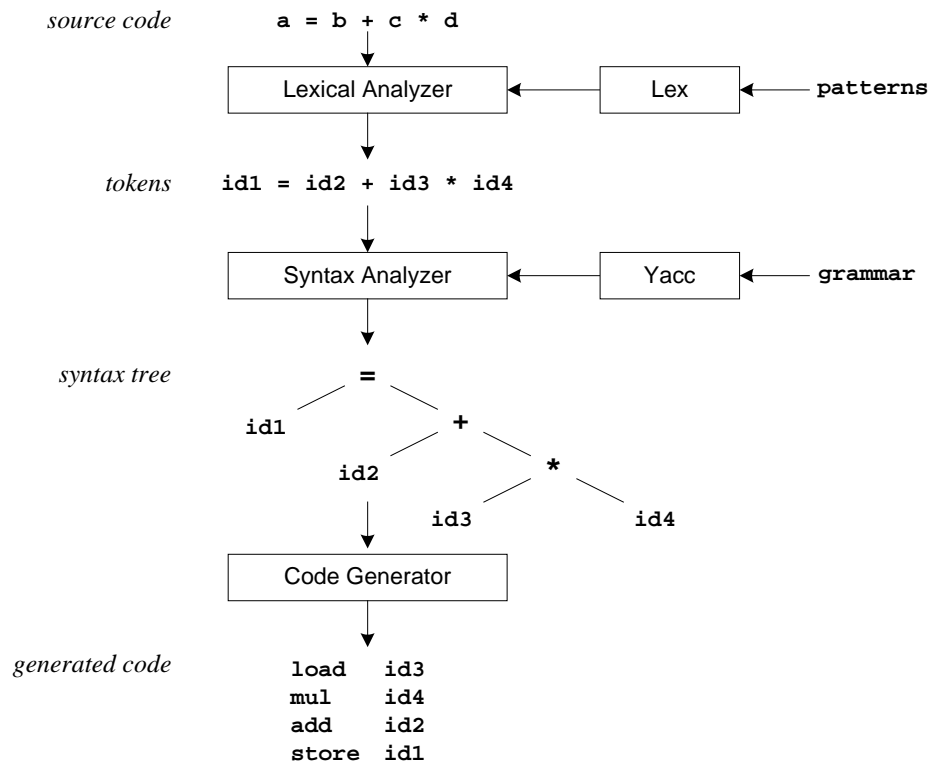 source code a = b + c * d
Lexical Analyzer Lex patterns
tokens id1 = id2 + id3 * id4
Syntax Analyzer Yacc grammar
syntax tree =
id1 +
id2 *
id3 id4
Code Generator
generated code load id3
mul id4
add id2
store id1